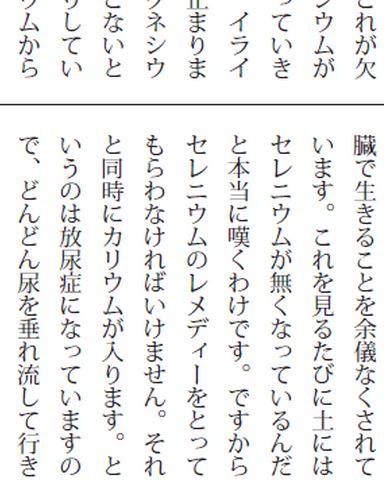 れが欠
ウムが
っていき
イライ
止まりま
ネシウ
ないと
してい
ムから
臓で生きることを余儀なくされて
います。これを見るたびに土には
セレニウムが無くなっているんだ
と本当に嘆くわけです。ですから
セレニウムのレメディーをとって
もらわなければいけません。それ
と同時にカリウムが入ります。と
いうのは放尿症になっていますの
で、どんどん尿を垂れ流して行き